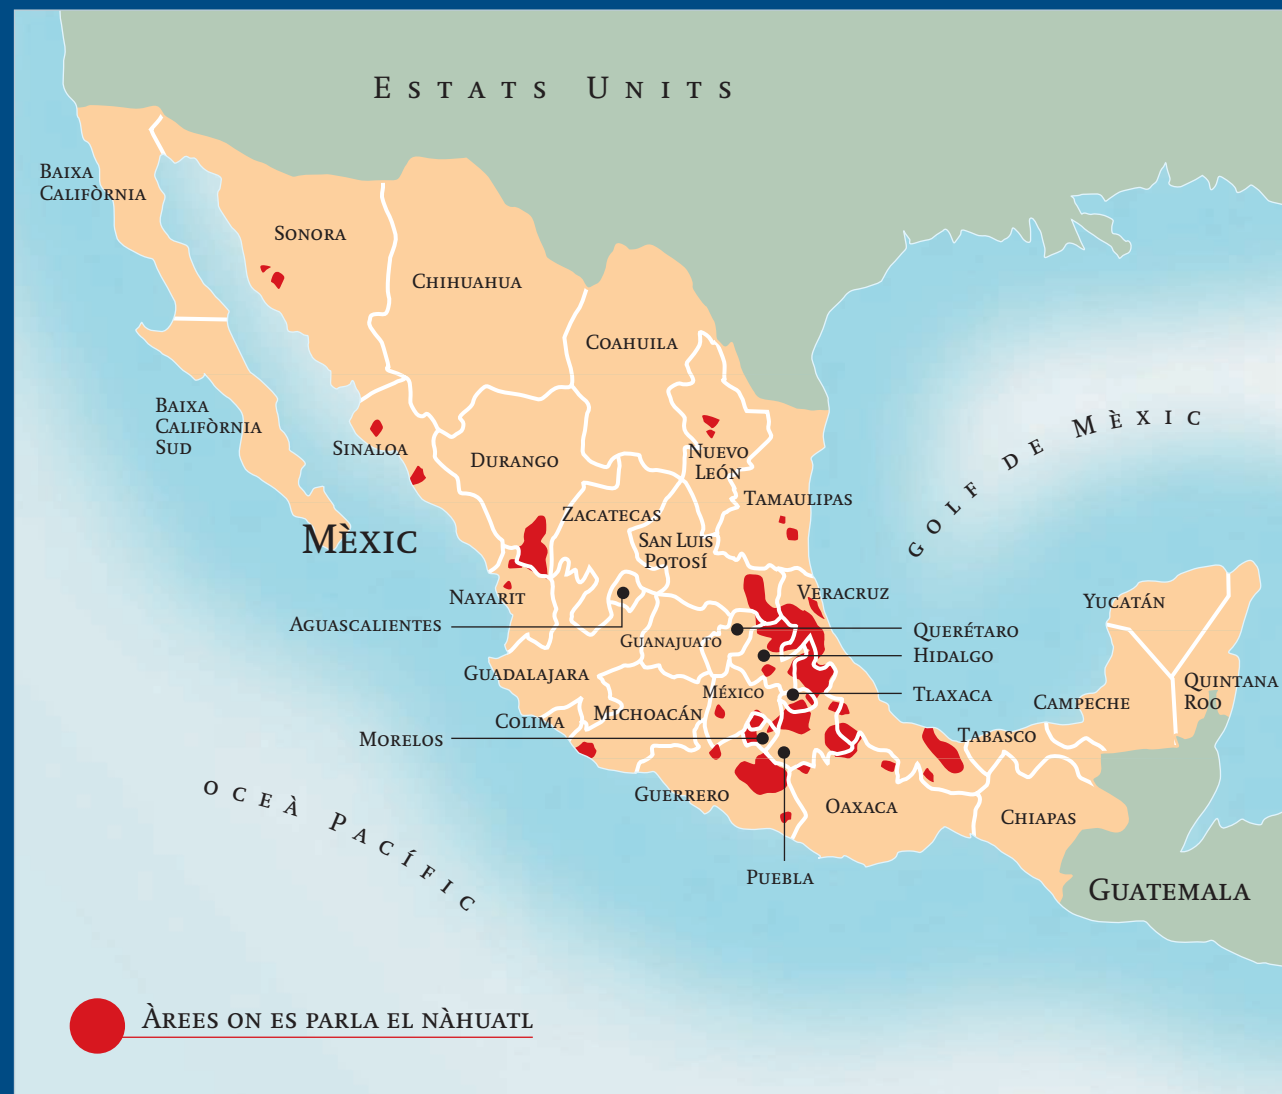 Estats Units
Baixa
Califòrnia
Sonora
Chihuahua
Coahuila
Baixa
Califòrnia
Sud
Sinaloa
Durango
Nuevo
León
Golf de Mèxic
Tamaulipas
Zacatecas
Mèxic
San Luis
Potosí
Nayarit
Veracruz
Yucatán
Aguascalientes
Guanajuato
Querétaro
Hidalgo
Guadalajara
México
Tlaxaca
Campeche
Quintana
Roo
Colima
Michoacán
Morelos
Tabasco
Oceà Pacífic
Guerrero
Oaxaca
Chiapas
Puebla
Guatemala
Àrees on es parla el nàhuatl